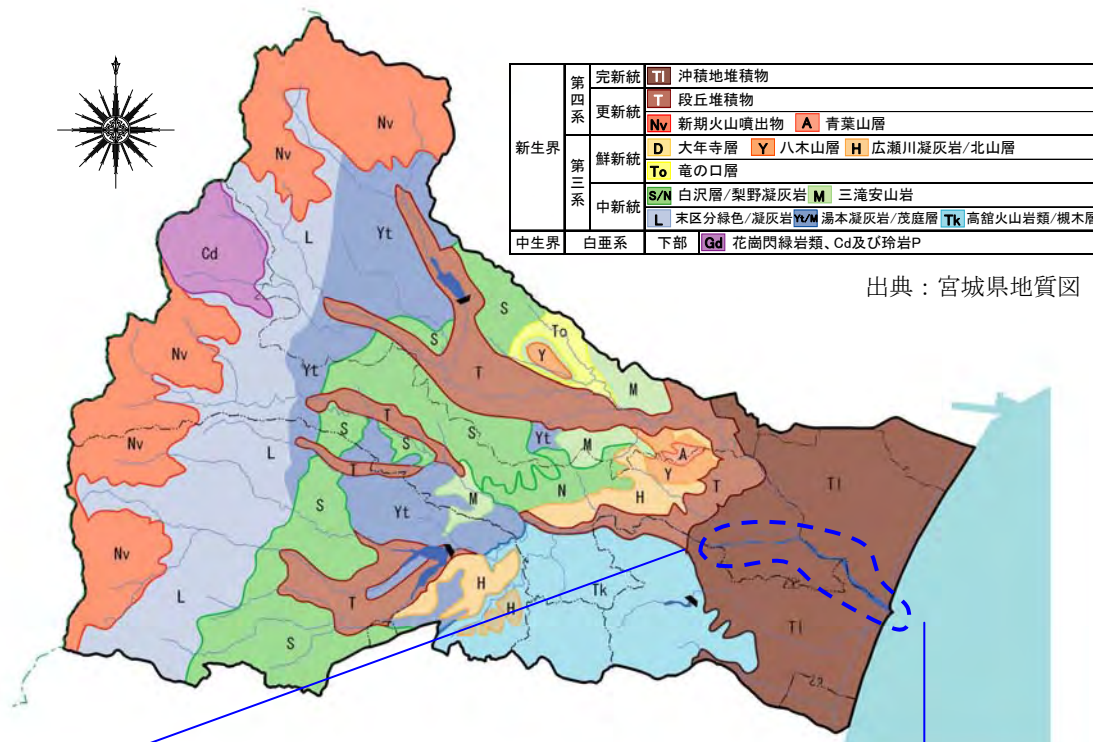 新生界 第四系 完新統 Tl 沖積地堆積物
更新統 T 段丘堆積物
Nv 新期火山噴出物 A 青葉山層
第三系 鮮新統 D 大年寺層 Y 八木山層 H 広瀬川凝灰岩/北山層
To 竜の口層
中新統 S/N 白沢層/梨野凝灰岩 M 三滝安山岩
L 末区分緑色/凝灰岩 Yt/M 湯本凝灰岩/茂庭層 Tk 高舘火山岩類/槻木層
中生界 白亜系 下部 Gd 花崗閃緑岩類、Cd及び玲岩P
出典：宮城県地質図
Nv
Nv
L
Yt
Cd
S
To
Y
S
Nv
Yt
T
M
T
S
S
S
Yt
M
A
Nv
L
T
Y
N
H
T
Tl
S
M
Yt
Nv
H
Tk
L
T
H
Tl
S